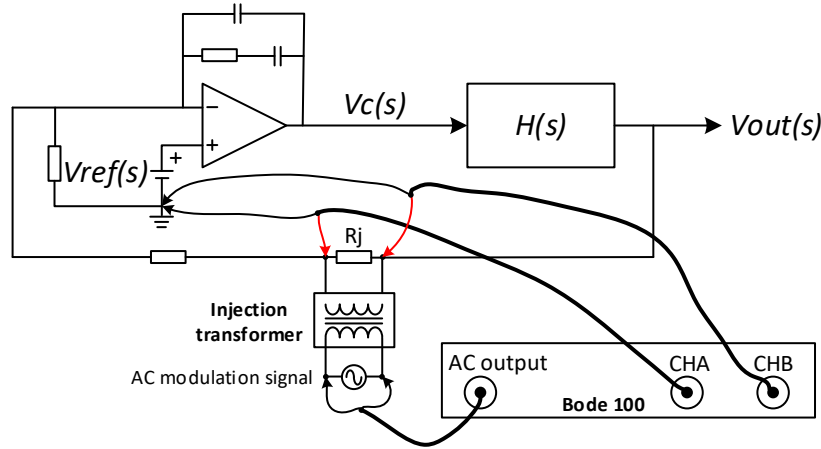 Vc(s)
H(s)
Vout(s)
−
+
+
Vref(s)
Rj
Injection
transformer
AC modulation signal
AC output
CHA
CHB
Bode 100